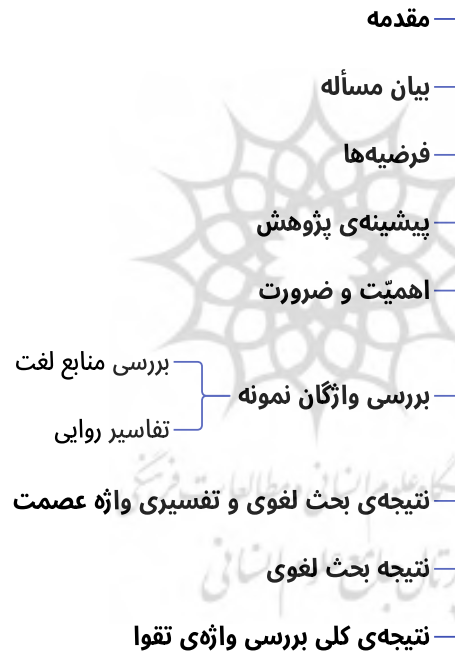 مقدمه
بیان مسأله
فرضیه‌ها
پیشینه‌ی پژوهش
اهمیّت و ضرورت
بررسی واژگان نمونه
بررسی منابع لغت
تفاسیر روایی
نتیجه‌ی بحث لغوی و تفسیری واژه عصمت
نتیجه بحث لغوی
نتیجه‌ی کلی بررسی واژه‌ی تقوا